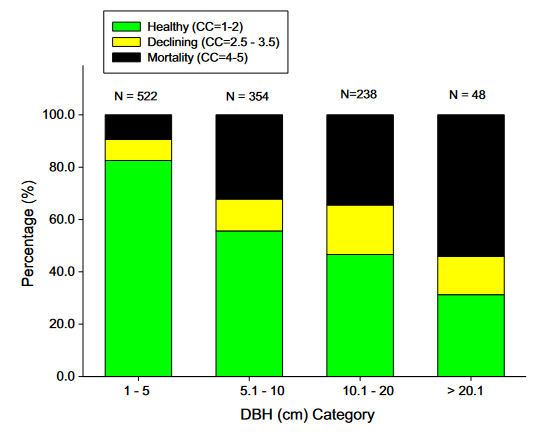 Healthy (CC=1-2)
Declining (CC=2.5 - 3.5)
Mortality (CC=4-5)
N = 522
N = 354
N=238
N = 48
100.0
80.0
60.0
40.0
20.0
0.0
Percentage (%)
1 - 5
5.1 - 10
10.1 - 20
> 20.1
DBH (cm) Category